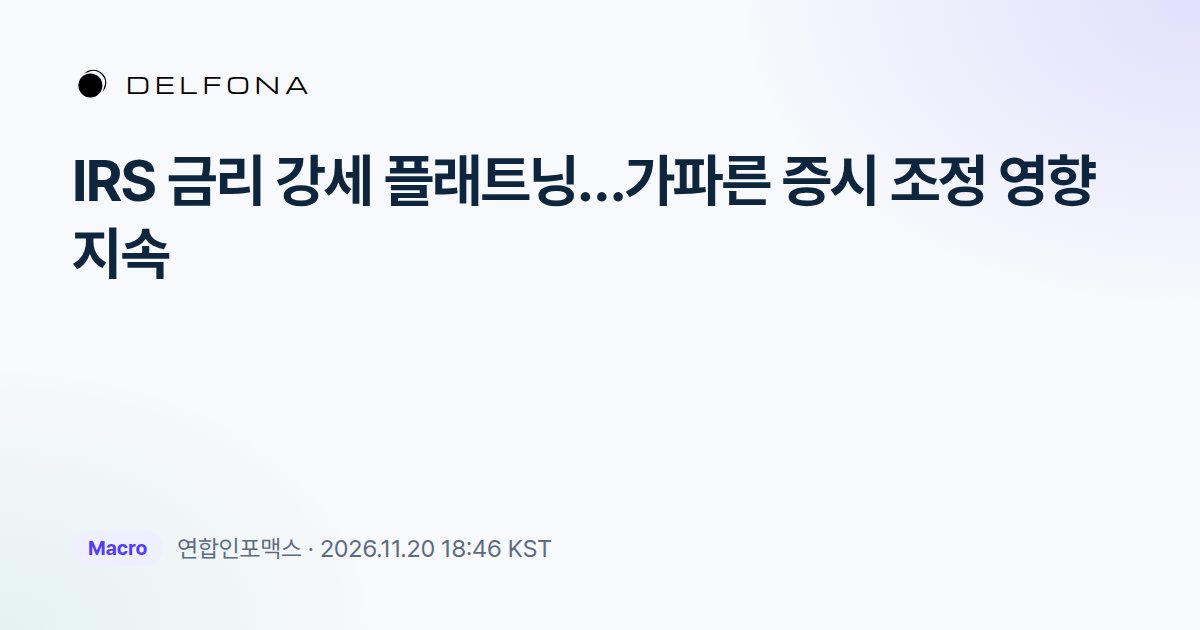 DELFONA
IRS 금리 강세 플래트닝...가파른 증시 조정 영향
지속
Macro 연합인포맥스 · 2026.11.20 18:46 KST